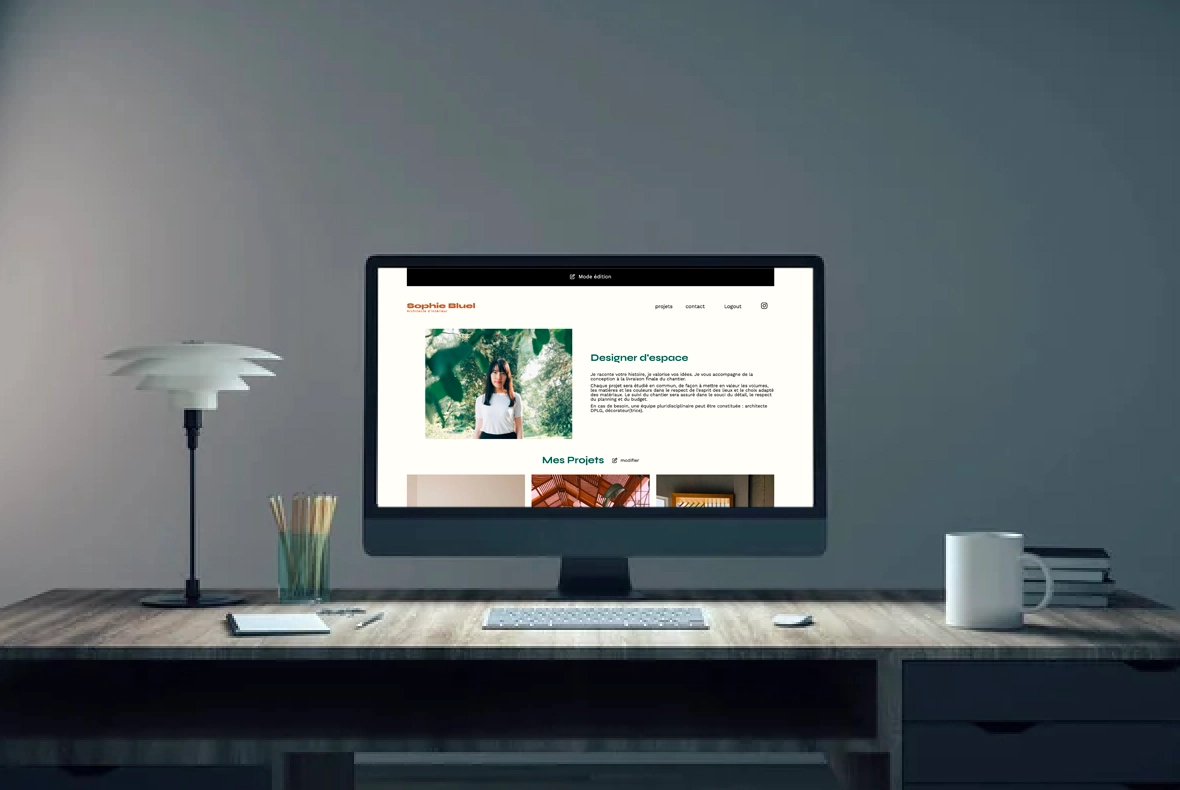 Mode édition
Sophie Bluel
Architecte d'intérieur
projets contact Logout
Designer d'espace
Je raconte votre histoire, je valorise vos idées. Je vous accompagne de la
conception à la livraison finale du chantier.
Chaque projet sera étudié en commun, de façon à mettre en valeur les volumes,
les matières et les couleurs dans le respect de l'esprit des lieux et le choix adapté
des matériaux. Le suivi du chantier sera assuré dans le souci du détail, le respect
du planning et du budget.
En cas de besoin, une équipe pluridisciplinaire peut être constituée : architecte
DPLG, décorateur(trice).
Mes Projets modifier